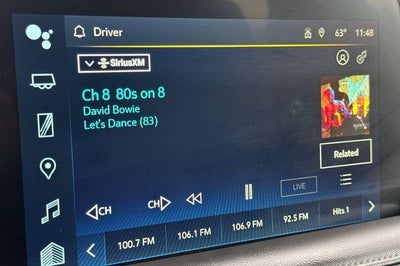 Driver 63° 11:48
SiriusXM
Ch 8 80s on 8
David Bowie
Let's Dance (83)
Related
CH CH LIVE
100.7 FM 106.1 FM 106.9 FM 92.5 FM Hits 1